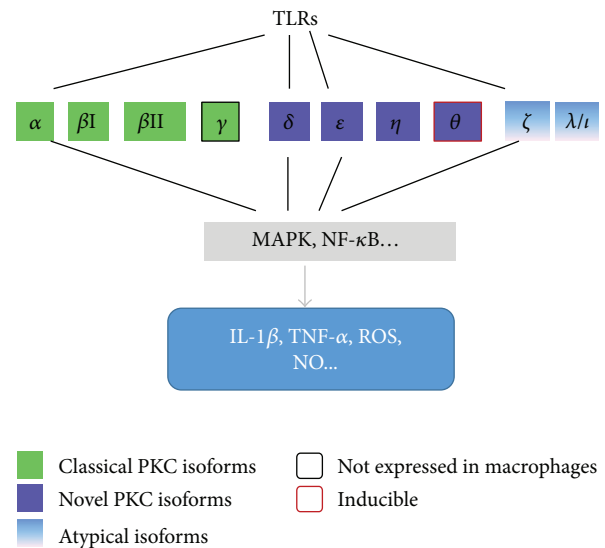 TLRs
α βI βII γ δ ε η θ ζ λ/ι
MAPK, NF-κB...
IL-1β, TNF-α, ROS,
NO...
Classical PKC isoforms
Not expressed in macrophages
Novel PKC isoforms
Inducible
Atypical isoforms